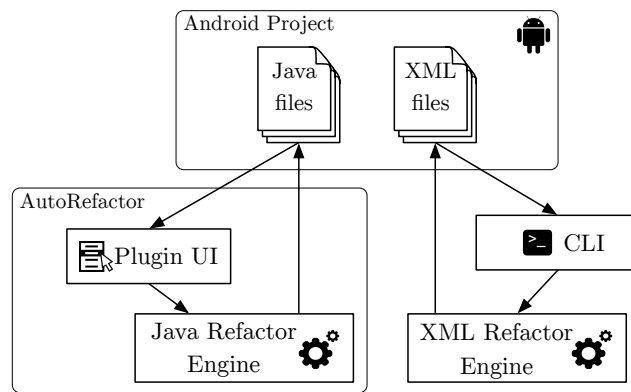 Android Project
Java
files
XML
files
AutoRefactor
Plugin UI
>_ CLI
Java Refactor
Engine
XML Refactor
Engine